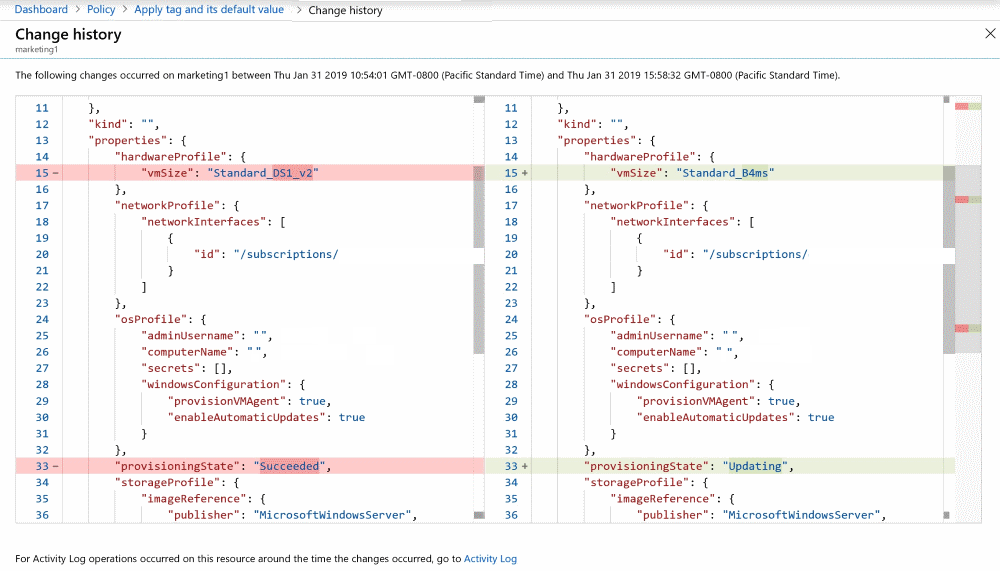 Dashboard > Policy > Apply tag and its default value > Change history
Change history
marketing1
The following changes occurred on marketing1 between Thu Jan 31 2019 10:54:01 GMT-0800 (Pacific Standard Time) and Thu Jan 31 2019 15:58:32 GMT-0800 (Pacific Standard Time).
11 },
12 "kind": "",
13 "properties": {
14 "hardwareProfile": {
15 − "vmSize": "Standard_DS1_v2"
16 },
17 "networkProfile": {
18 "networkInterfaces": [
19 {
20 "id": "/subscriptions/
21 }
22 ]
23 },
24 "osProfile": {
25 "adminUsername": "",
26 "computerName": " ",
27 "secrets": [],
28 "windowsConfiguration": {
29 "provisionVMAgent": true,
30 "enableAutomaticUpdates": true
31 }
32 },
33 − "provisioningState": "Succeeded",
34 "storageProfile": {
35 "imageReference": {
36 "publisher": "MicrosoftWindowsServer",
11 },
12 "kind": "",
13 "properties": {
14 "hardwareProfile": {
15 + "vmSize": "Standard_B4ms"
16 },
17 "networkProfile": {
18 "networkInterfaces": [
19 {
20 "id": "/subscriptions/
21 }
22 ]
23 },
24 "osProfile": {
25 "adminUsername": " ",
26 "computerName": " ",
27 "secrets": [],
28 "windowsConfiguration": {
29 "provisionVMAgent": true,
30 "enableAutomaticUpdates": true
31 }
32 },
33 + "provisioningState": "Updating",
34 "storageProfile": {
35 "imageReference": {
36 "publisher": "MicrosoftWindowsServer",
For Activity Log operations occurred on this resource around the time the changes occurred, go to Activity Log